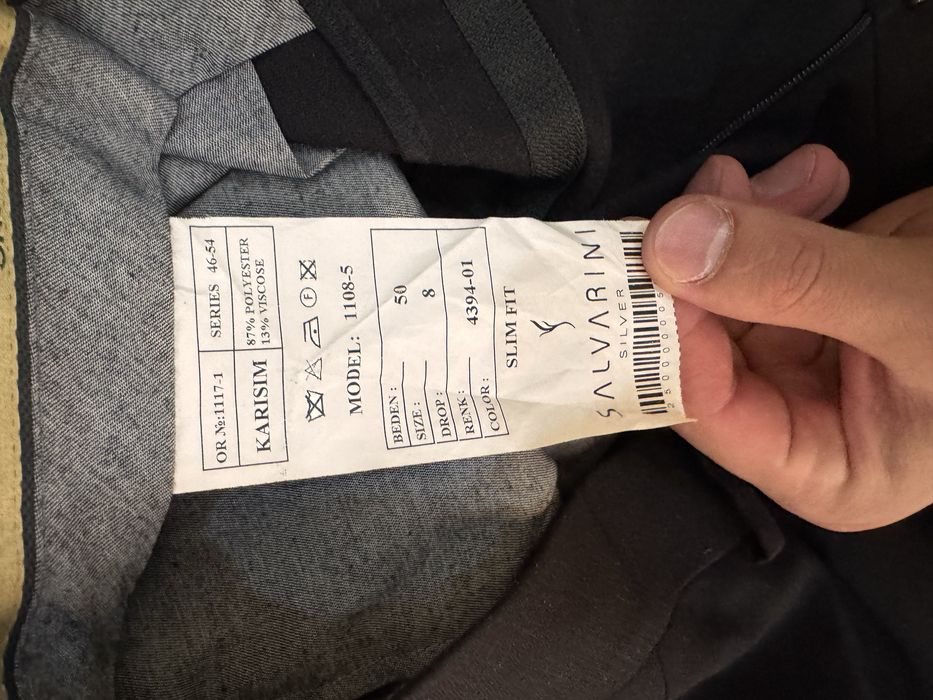 OR.№:1117-1 SERIES 46-54
KARISIM 87% POLYESTER
13% VISCOSE
F
MODEL: 1108-5
BEDEN : 50
SIZE :
DROP : 8
RENK : 4394-01
COLOR :
SLIM FIT
SALVARINI
SILVER